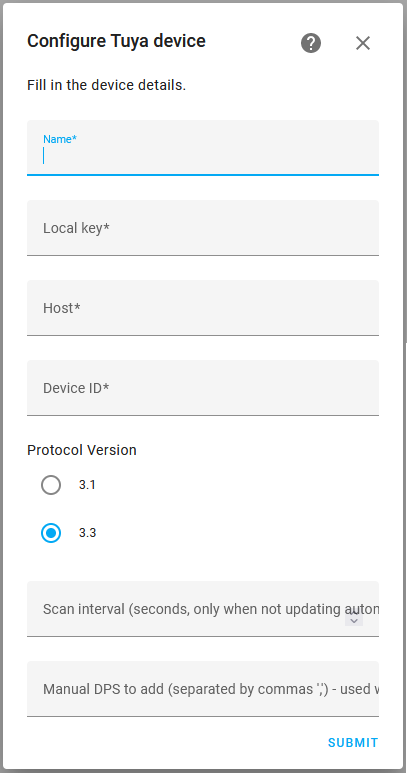 Configure Tuya device
Fill in the device details.
Name*
Local key*
Host*
Device ID*
Protocol Version
3.1
3.3
Scan interval (seconds, only when not updating
Manual DPS to add (separated by commas ',') - used
SUBMIT